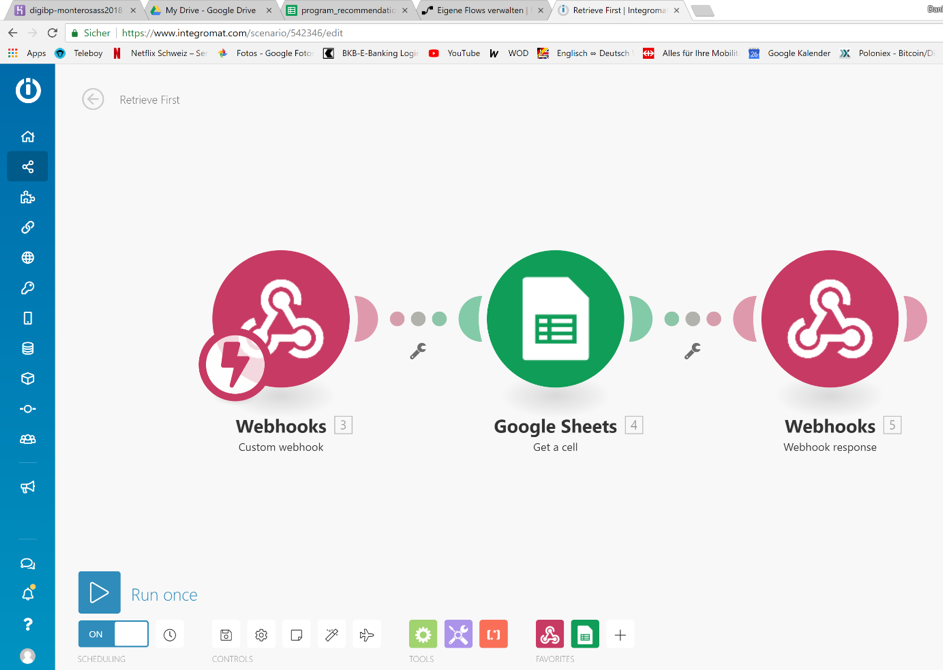 digibp-monterosass2018
My Drive - Google Drive
program_recommendatio
Eigene Flows verwalten |
Retrieve First | Integroma
Sicher
https://www.integromat.com/scenario/542346/edit
Apps
Teleboy
Netflix Schweiz – Ser
Fotos - Google Foto
BKB-E-Banking Logi
YouTube
WOD
Englisch ⇔ Deutsch
Alles für Ihre Mobilit
Google Kalender
Poloniex - Bitcoin/D
Retrieve First
Webhooks 3
Custom webhook
Google Sheets 4
Get a cell
Webhooks 5
Webhook response
Run once
ON
SCHEDULING
CONTROLS
TOOLS
FAVORITES